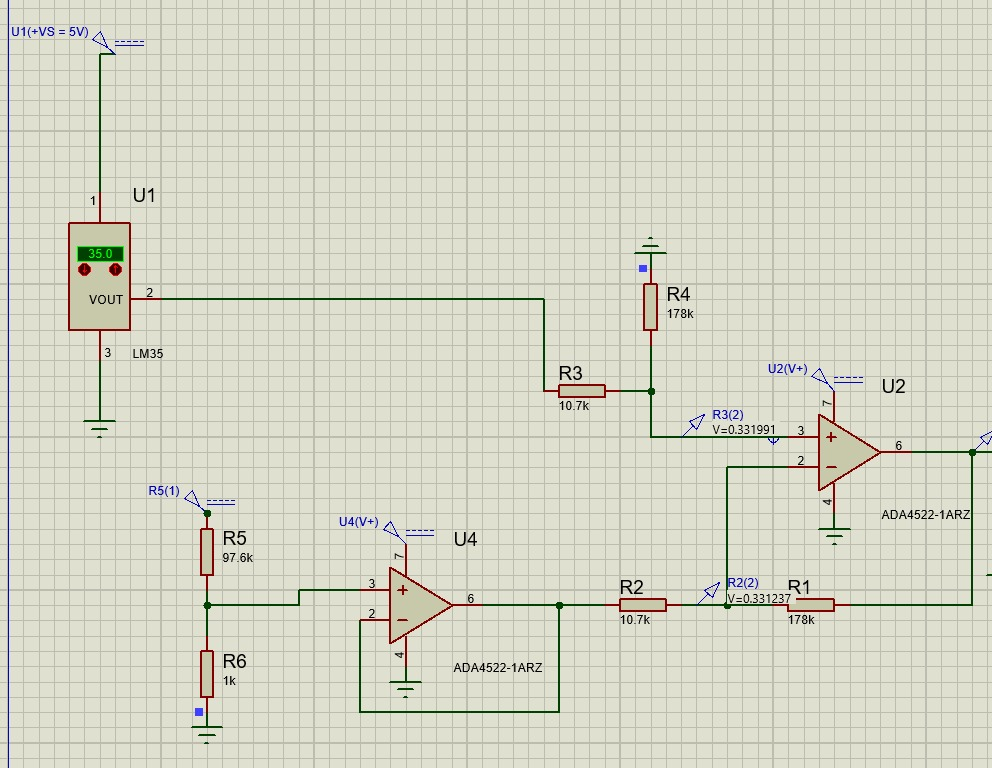 U1(+VS = 5V)
1
U1
35.0
VOUT
2
3
LM35
R4
178k
R3
10.7k
U2(V+)
U2
7
R3(2)
V=0.331991
3
+
2
−
6
4
ADA4522-1ARZ
R5(1)
R5
97.6k
U4(V+)
U4
7
3
+
2
−
6
4
ADA4522-1ARZ
R2
10.7k
R2(2)
V=0.331237
R1
178k
R6
1k